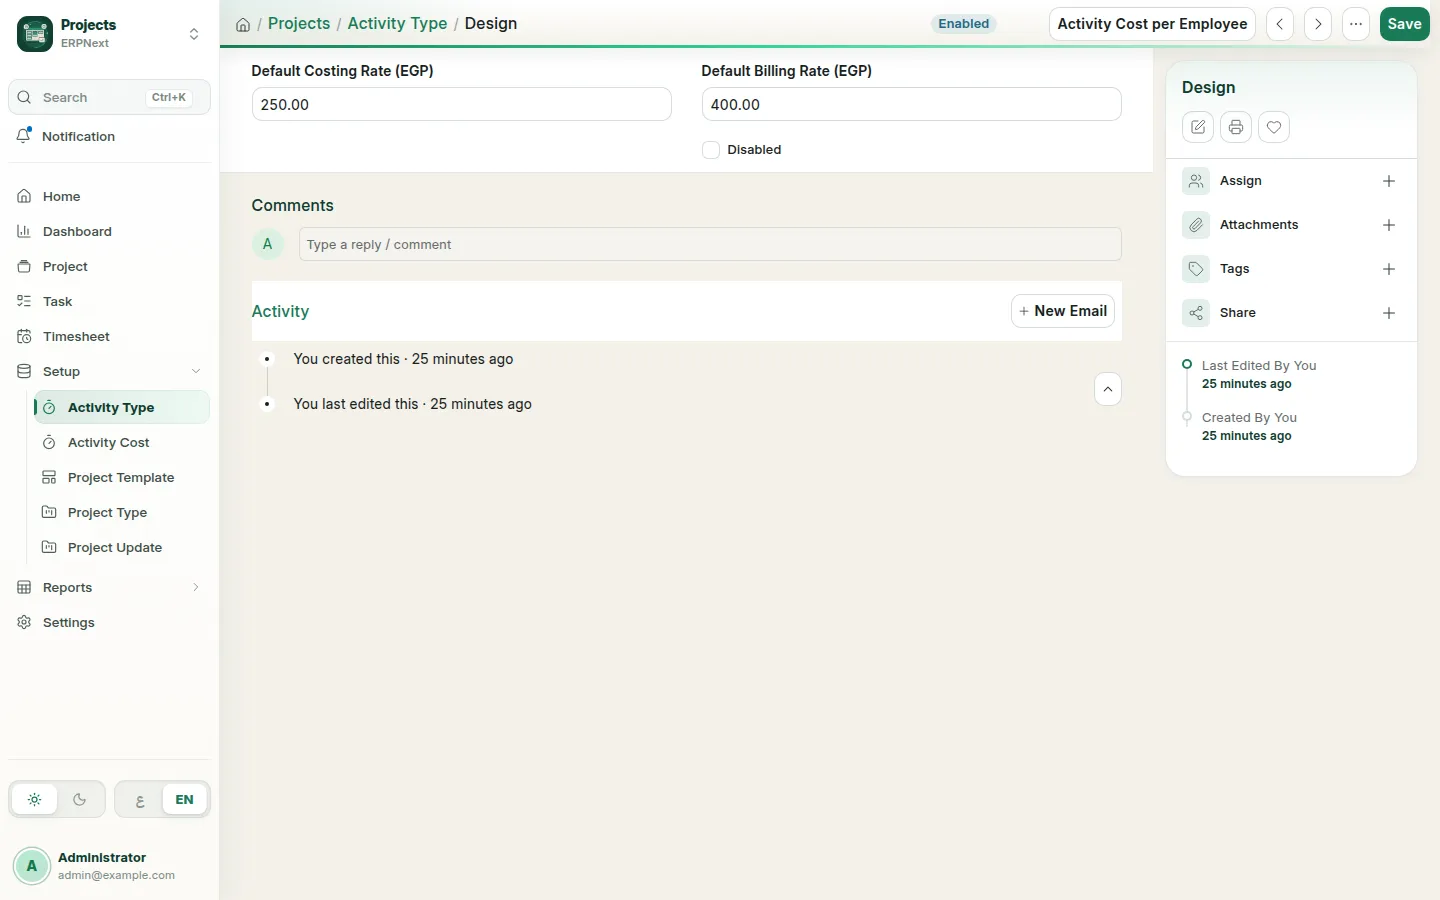 Projects
ERPNext
Search
Ctrl+K
Notification
Home
Dashboard
Project
Task
Timesheet
Setup
Activity Type
Activity Cost
Project Template
Project Type
Project Update
Reports
Settings
ع
EN
A
Administrator
admin@example.com
/ Projects / Activity Type / Design
Enabled
Activity Cost per Employee
Save
Default Costing Rate (EGP)
250.00
Default Billing Rate (EGP)
400.00
Disabled
Comments
A
Type a reply / comment
Activity
New Email
You created this · 25 minutes ago
You last edited this · 25 minutes ago
Design
Assign
Attachments
Tags
Share
Last Edited By You
25 minutes ago
Created By You
25 minutes ago